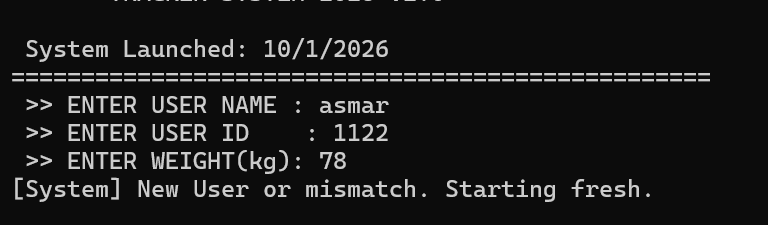 System Launched: 10/1/2026
==================================================
>> ENTER USER NAME : asmar
>> ENTER USER ID    : 1122
>> ENTER WEIGHT(kg): 78
[System] New User or mismatch. Starting fresh.